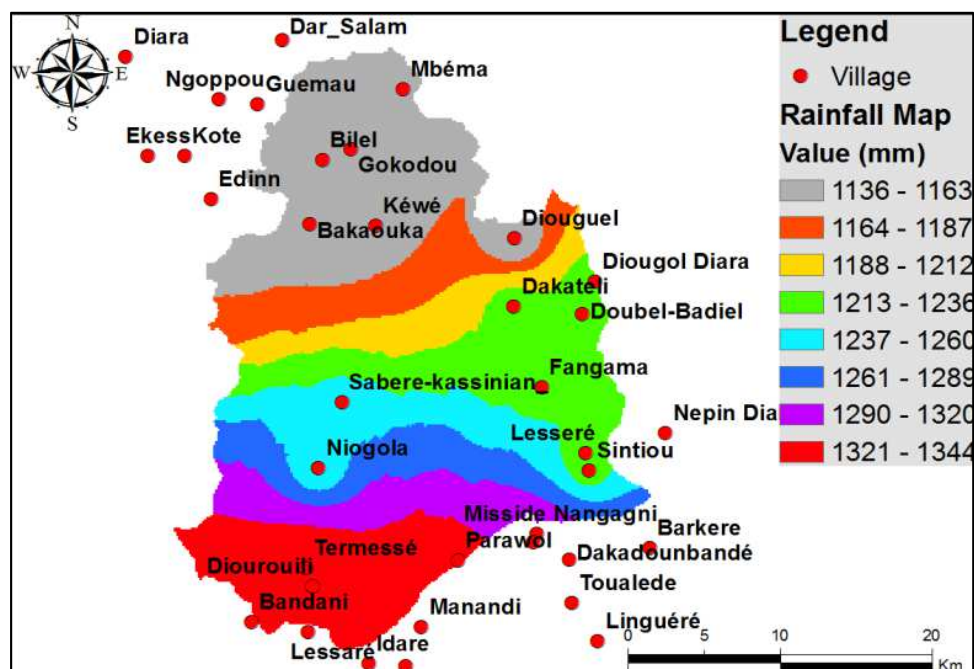 N
W E
S
Diara
Dar_Salam
Mbéma
Ngoppou
Guemau
EkessKote
Bilel
Gokodou
Edinn
Kéwé
Bakaouka
Diouguel
Diougol Diara
Dakatéli
Doubel-Badiel
Fangama
Sabere-kassinian
Nepin Dia
Lesseré
Sintiou
Niogola
Misside Nangagni
Barkere
Termessé
Parawol
Dakadounbandé
Diourouili
Toualede
Bandani
Manandi
Linguéré
Lessaré
Idare
Legend
Village
Rainfall Map
Value (mm)
1136 - 1163
1164 - 1187
1188 - 1212
1213 - 1236
1237 - 1260
1261 - 1289
1290 - 1320
1321 - 1344
0 5 10 20
Km